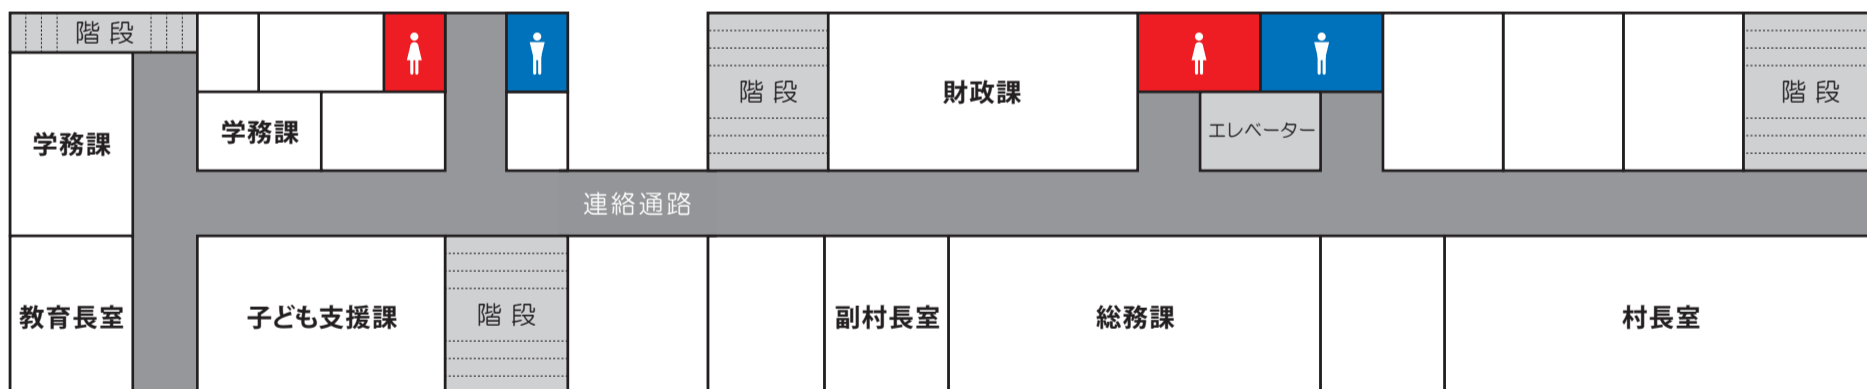 階段
学務課
学務課
階段
財政課
エレベーター
階段
連絡通路
教育長室
子ども支援課
階段
副村長室
総務課
村長室